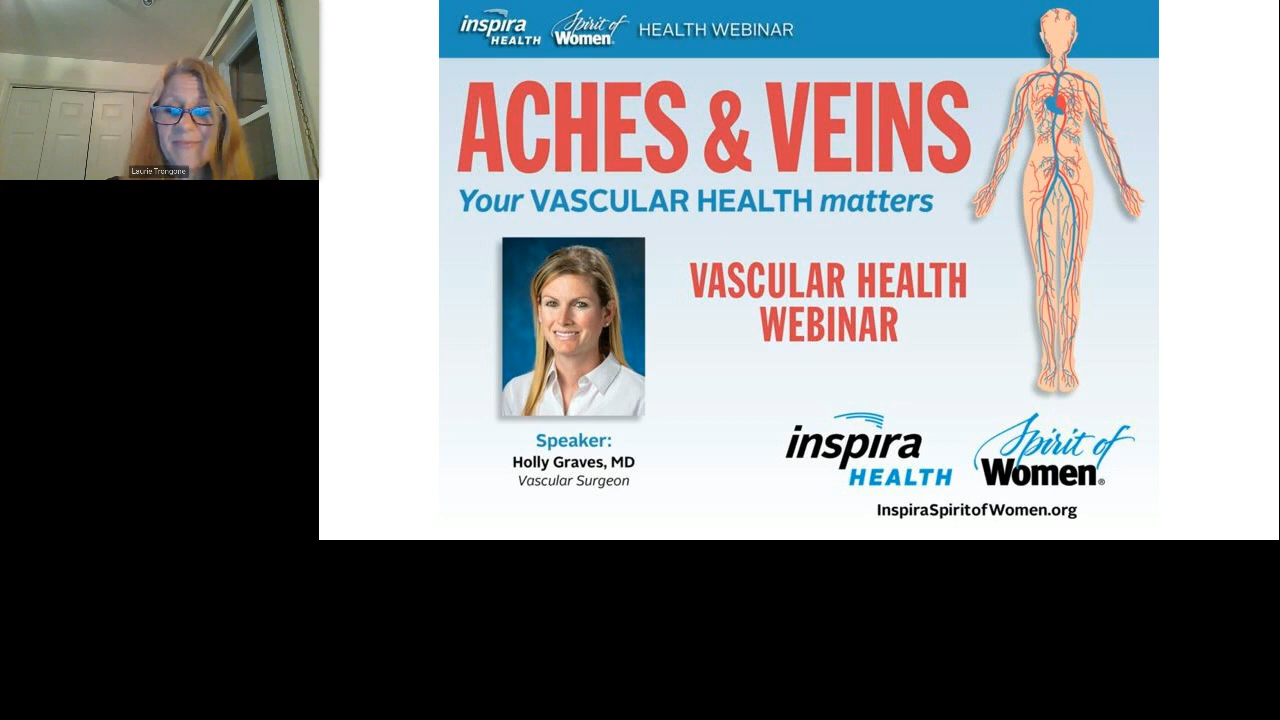 Laurie Trongone
inspira HEALTH Spirit of Women HEALTH WEBINAR
ACHES & VEINS
Your VASCULAR HEALTH matters
VASCULAR HEALTH
WEBINAR
Speaker:
Holly Graves, MD
Vascular Surgeon
inspira HEALTH
Spirit of Women®
InspiraSpiritofWomen.org